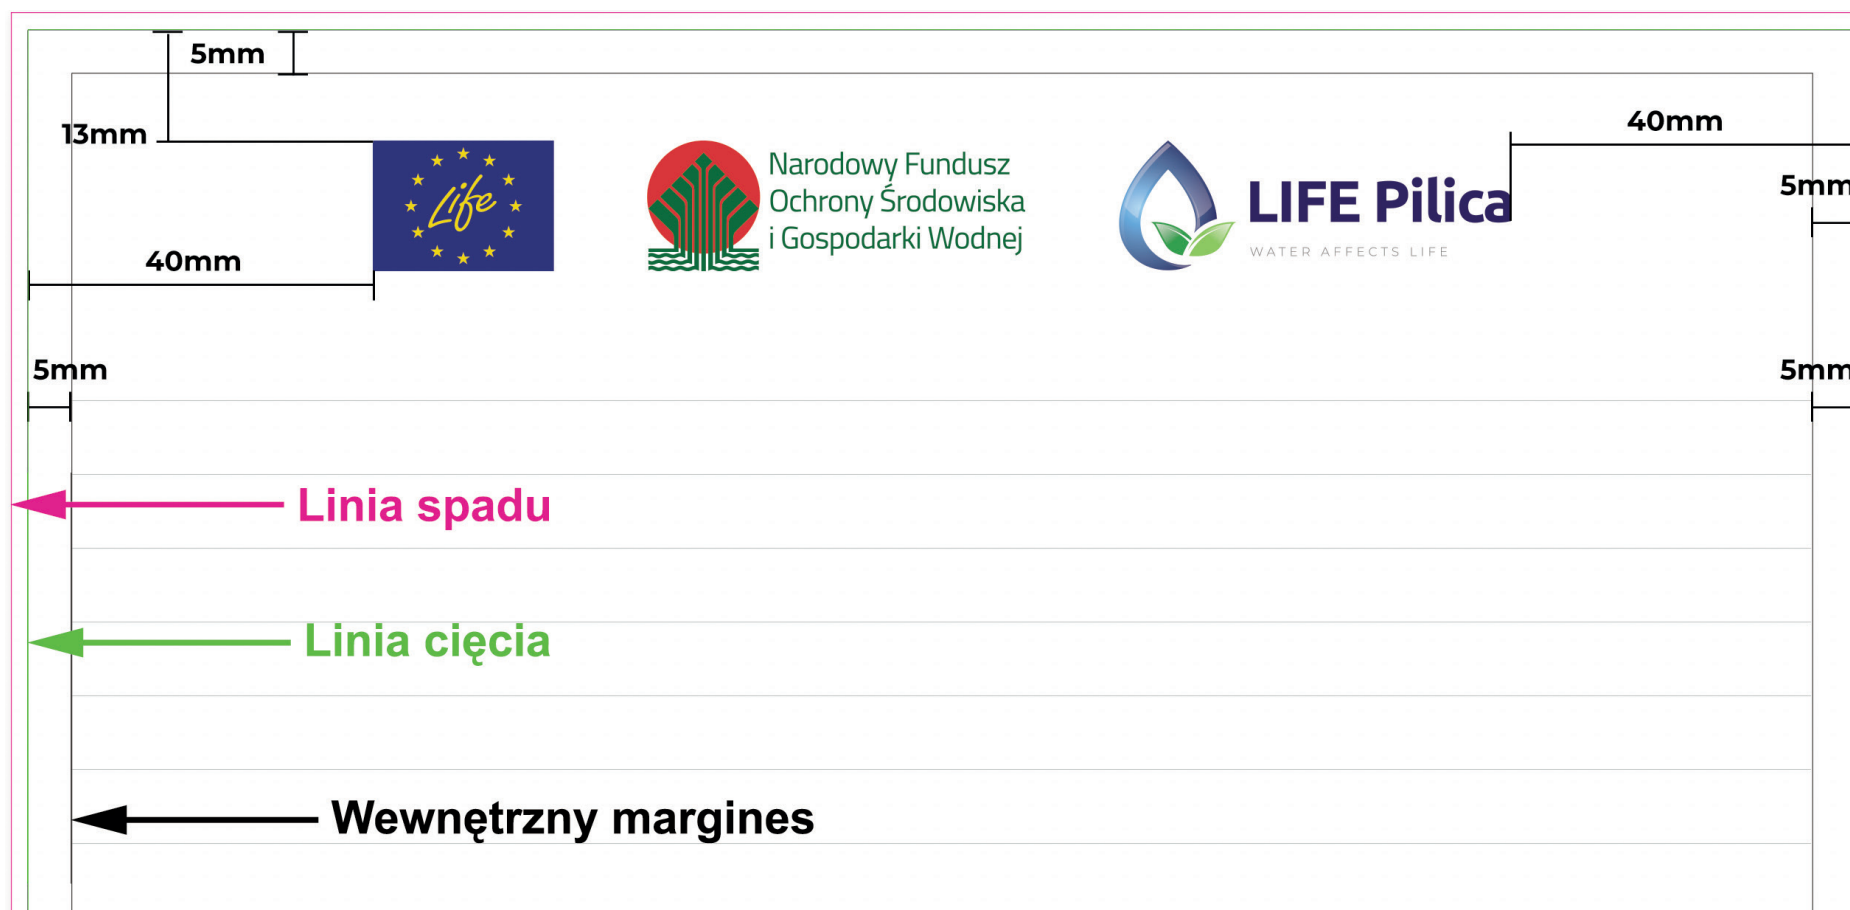 5mm
13mm
40mm
Life
Narodowy Fundusz
Ochrony Środowiska
i Gospodarki Wodnej
LIFE Pilica
WATER AFFECTS LIFE
5mm
40mm
5mm
5mm
Linia spadu
Linia cięcia
Wewnętrzny margines